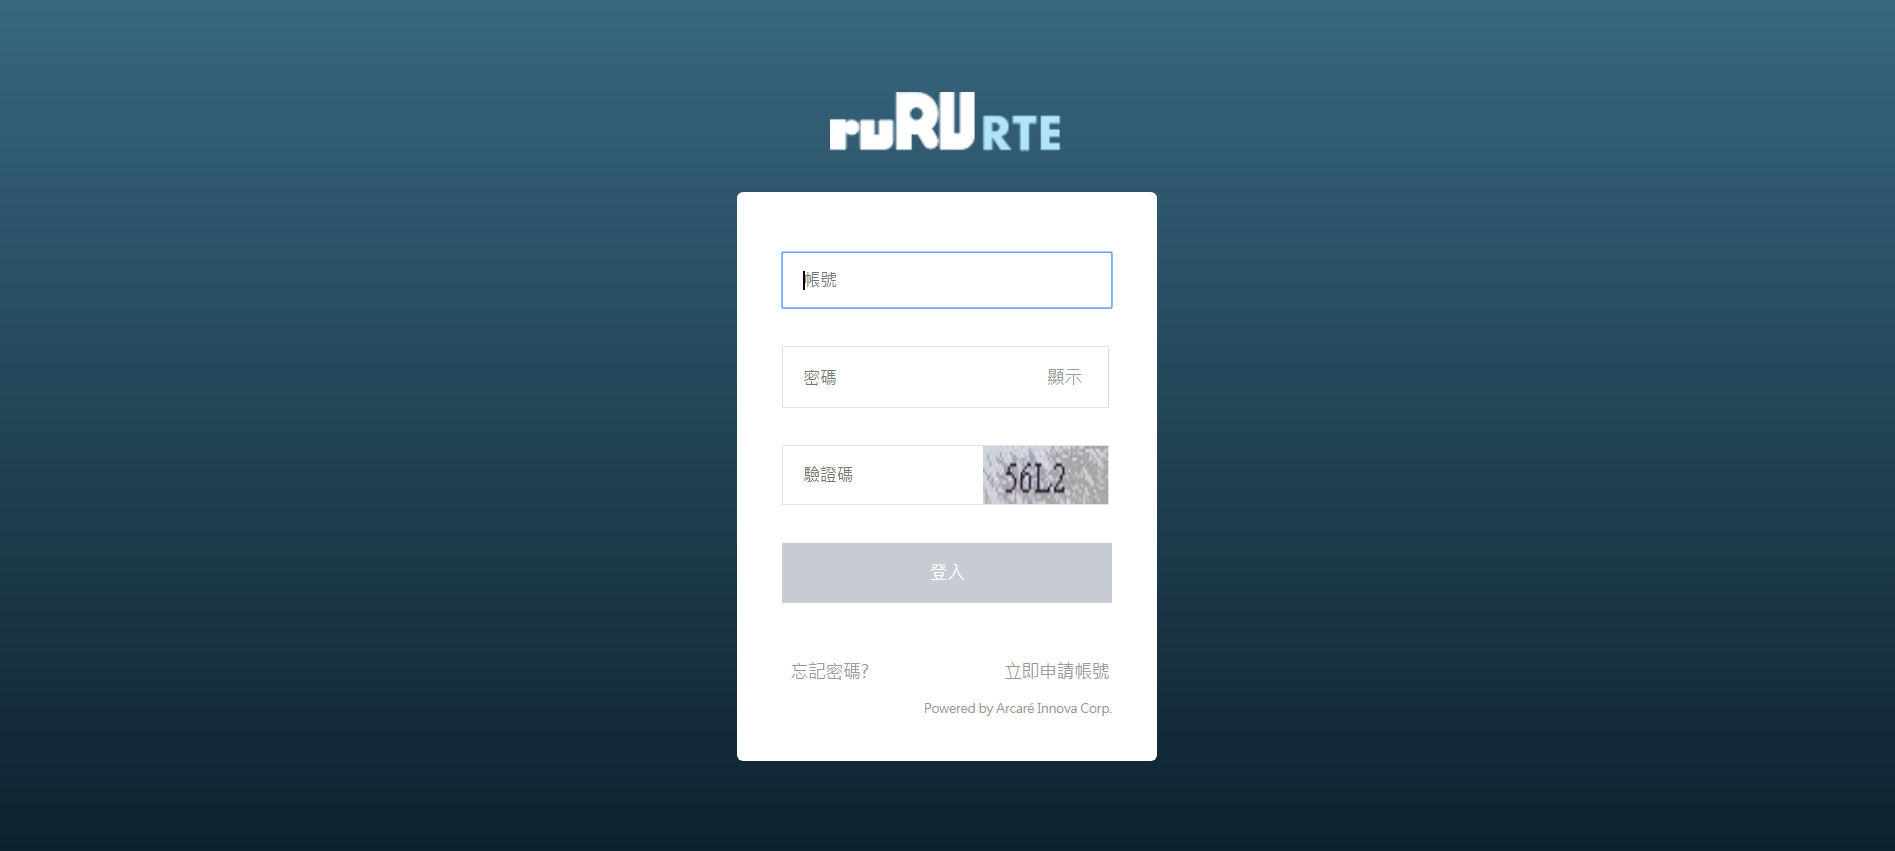 ruRU RTE
帳號
密碼 顯示
驗證碼 56L2
登入
忘記密碼? 立即申請帳號
Powered by Arcaré Innova Corp.